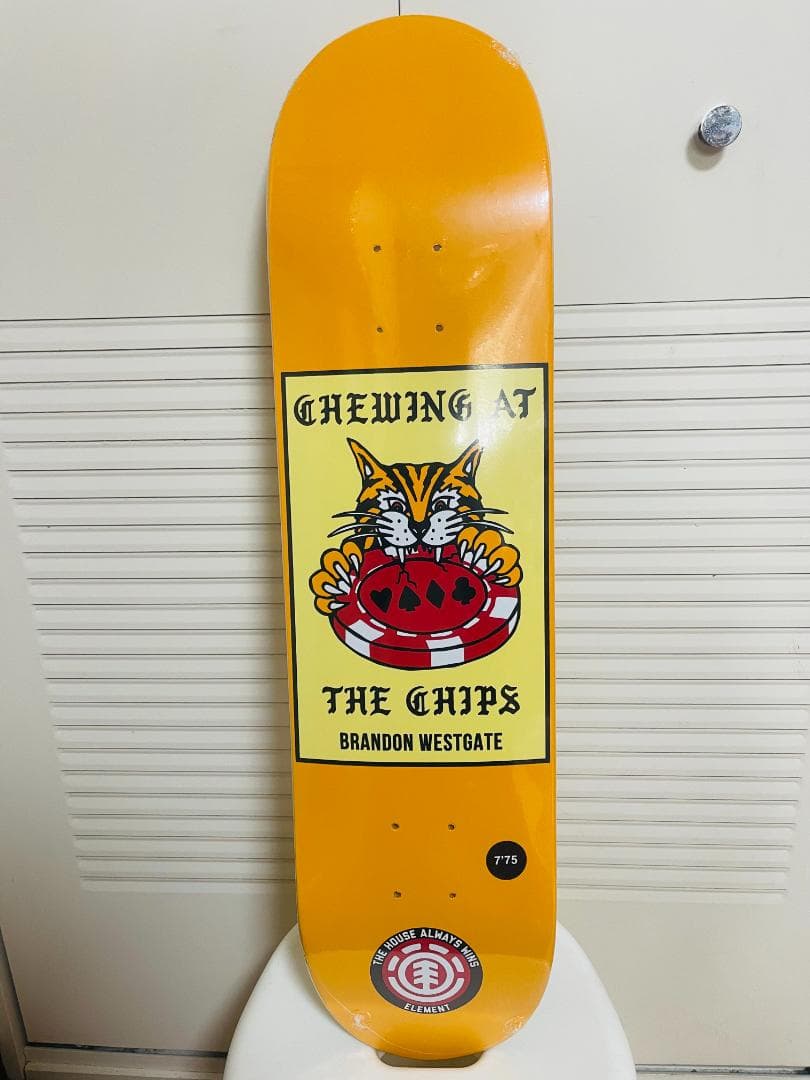 CHEWING AT
THE CHIPS
BRANDON WESTGATE
7'75
THE HOUSE ALWAYS WINS
ELEMENT